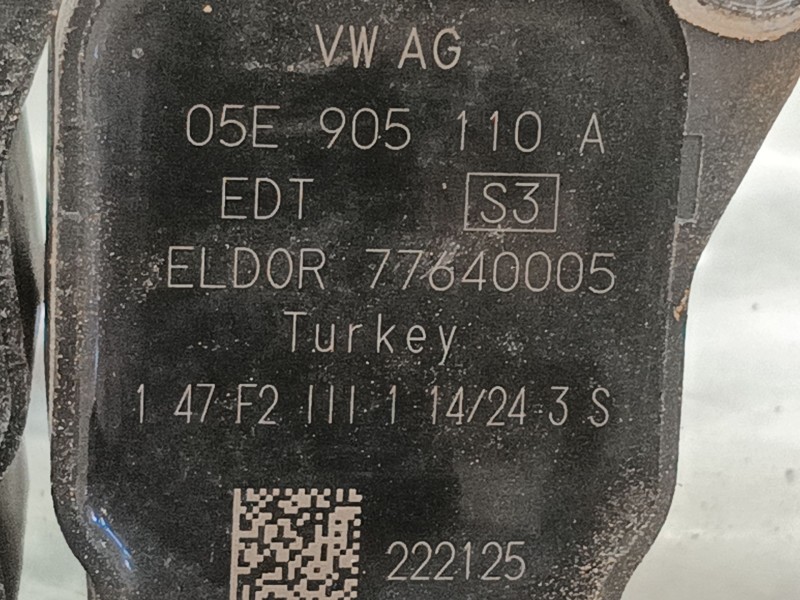 VW AG
05E 905 110 A
EDT S3
ELDOR 77640005
Turkey
1 47 F2 III 1 14/24 3 S
222125